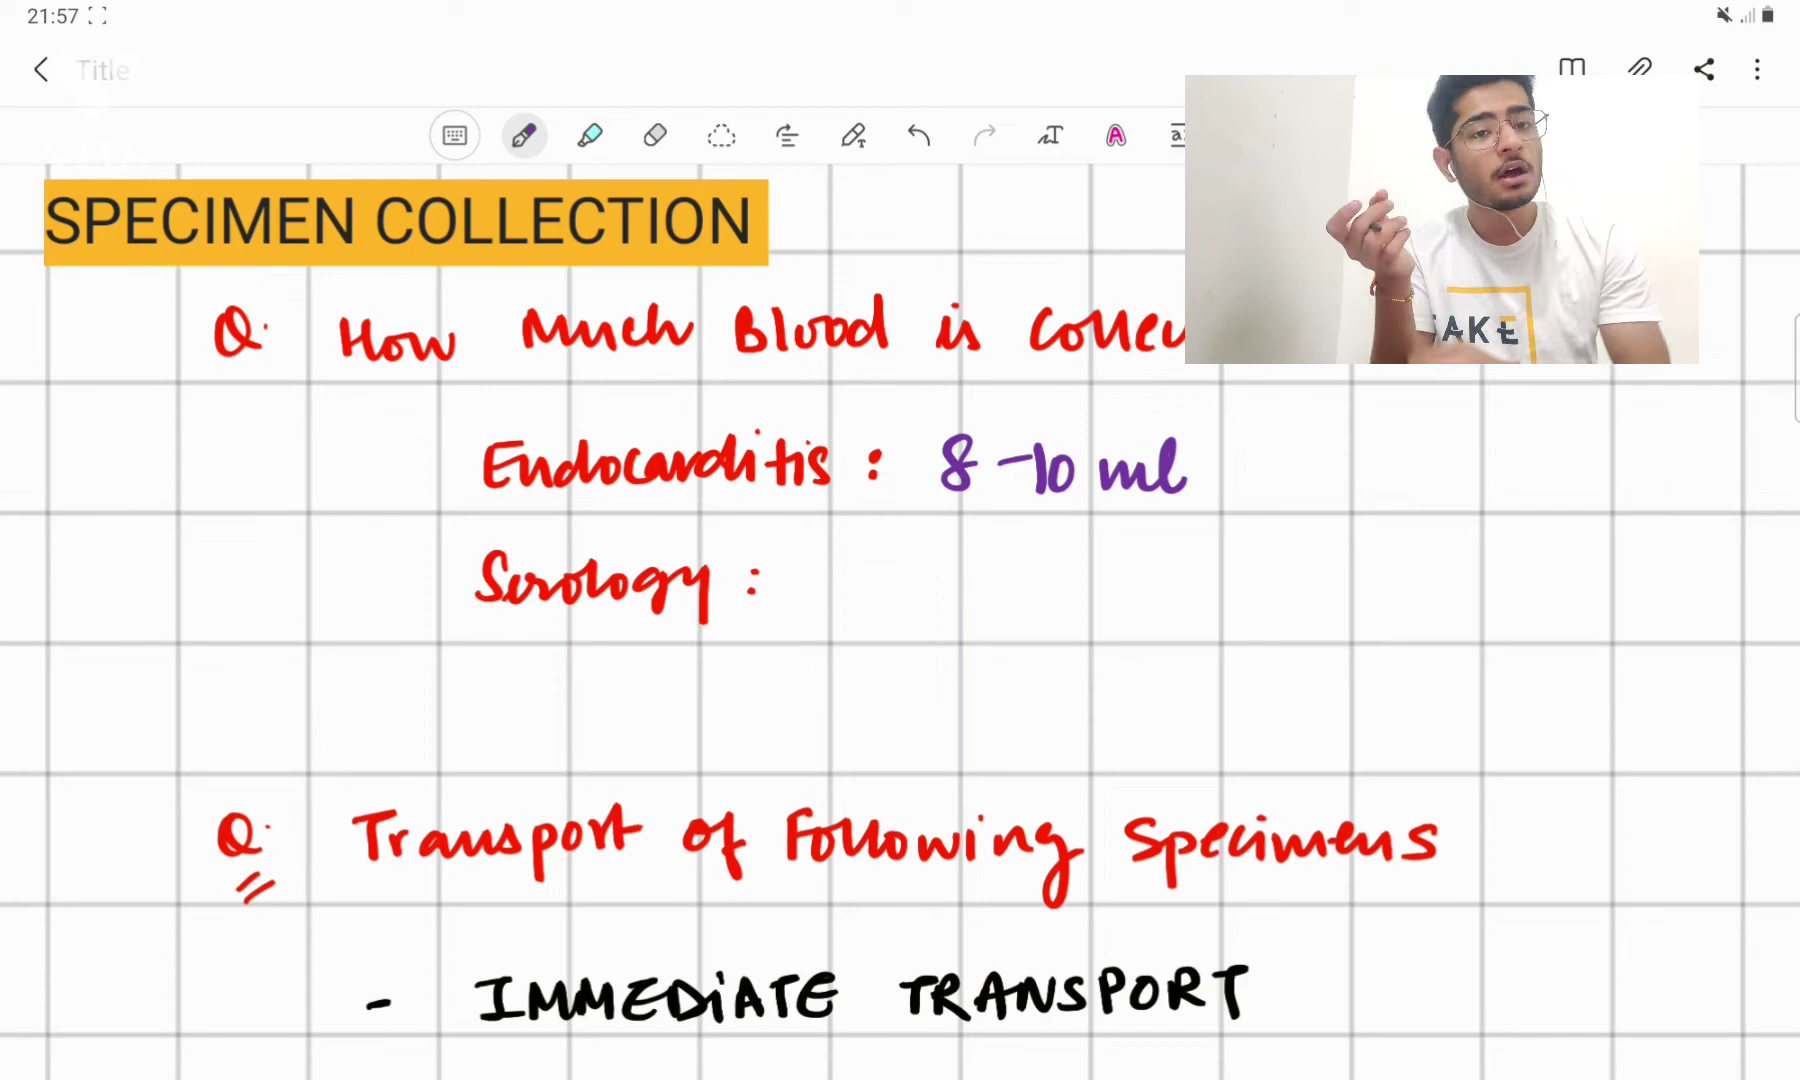 21:57
Title
SPECIMEN COLLECTION
Q. How Much Blood is
AKE
Endocarditis : 8-10 ml
Serology :
Q. Transport of Following Specimens
- IMMEDiATE TRANSPORT